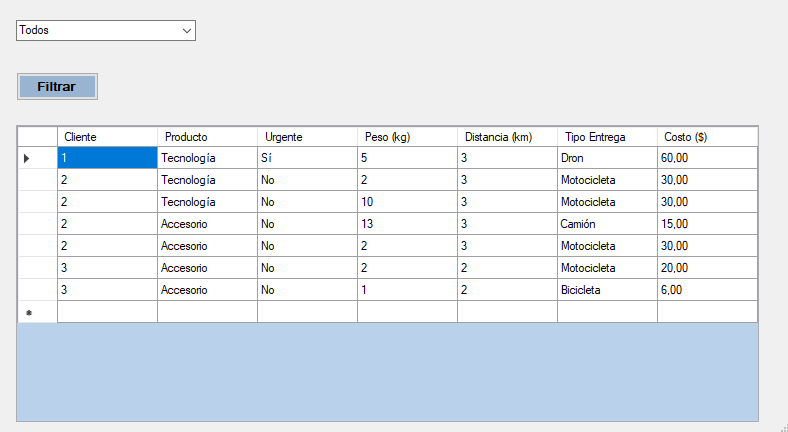 Todos
Filtrar
Cliente Producto Urgente Peso (kg) Distancia (km) Tipo Entrega Costo ($)
1 Tecnología Sí 5 3 Dron 60,00
2 Tecnología No 2 3 Motocicleta 30,00
2 Tecnología No 10 3 Motocicleta 30,00
2 Accesorio No 13 3 Camión 15,00
2 Accesorio No 2 3 Motocicleta 30,00
3 Accesorio No 2 2 Motocicleta 20,00
3 Accesorio No 1 2 Bicicleta 6,00